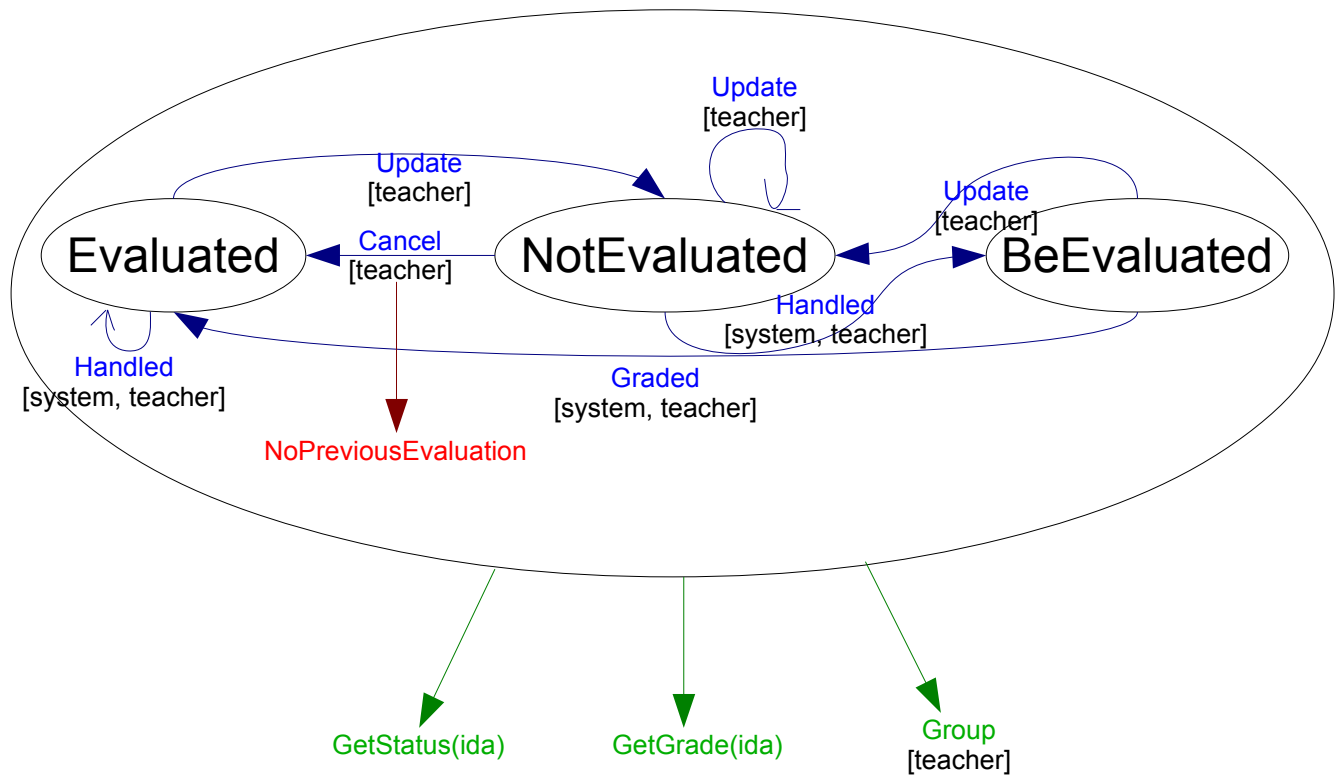 Update
[teacher]
Update
[teacher]
Update
[teacher]
Evaluated
Cancel
[teacher]
NotEvaluated
BeEvaluated
Handled
[system, teacher]
Handled
[system, teacher]
Graded
[system, teacher]
NoPreviousEvaluation
GetStatus(ida)
GetGrade(ida)
Group
[teacher]